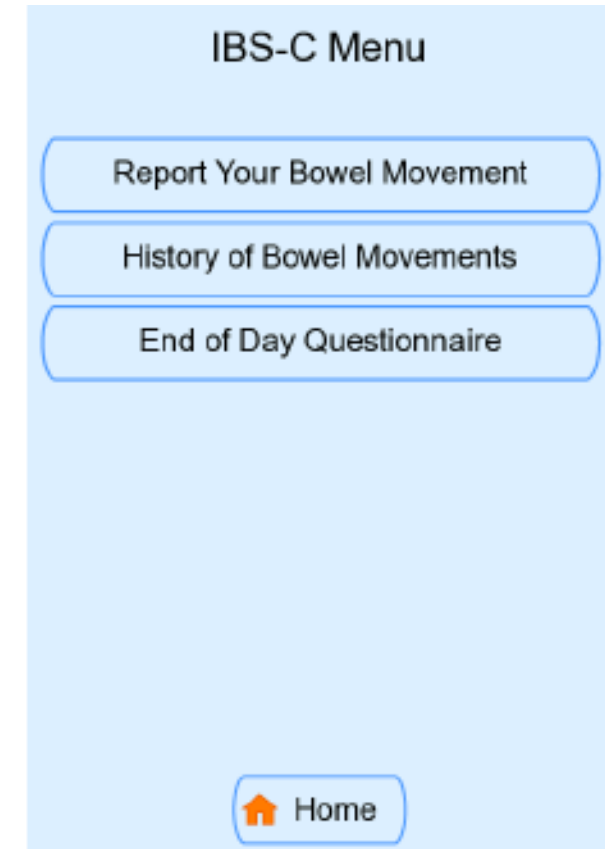 IBS-C Menu
Report Your Bowel Movement
History of Bowel Movements
End of Day Questionnaire
Home